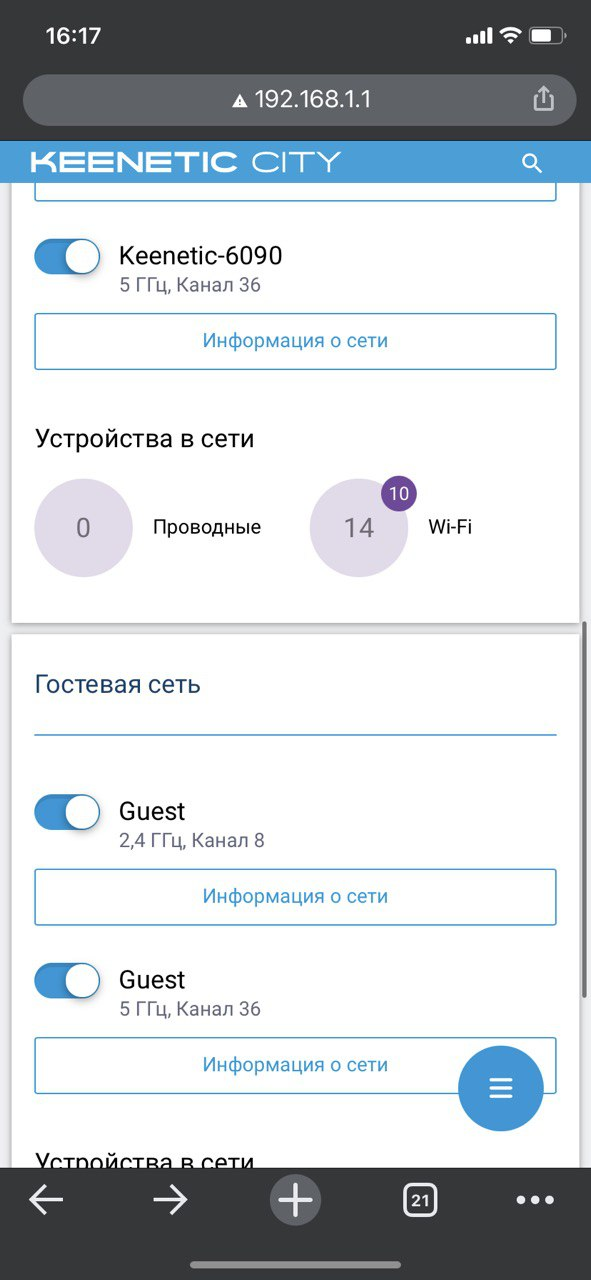 16:17
192.168.1.1
KEENETIC CITY
Keenetic-6090
5 ГГц, Канал 36
Информация о сети
Устройства в сети
0
Проводные
14
10
Wi-Fi
Гостевая сеть
Guest
2,4 ГГц, Канал 8
Информация о сети
Guest
5 ГГц, Канал 36
Информация о сети
Устройства в сети
21